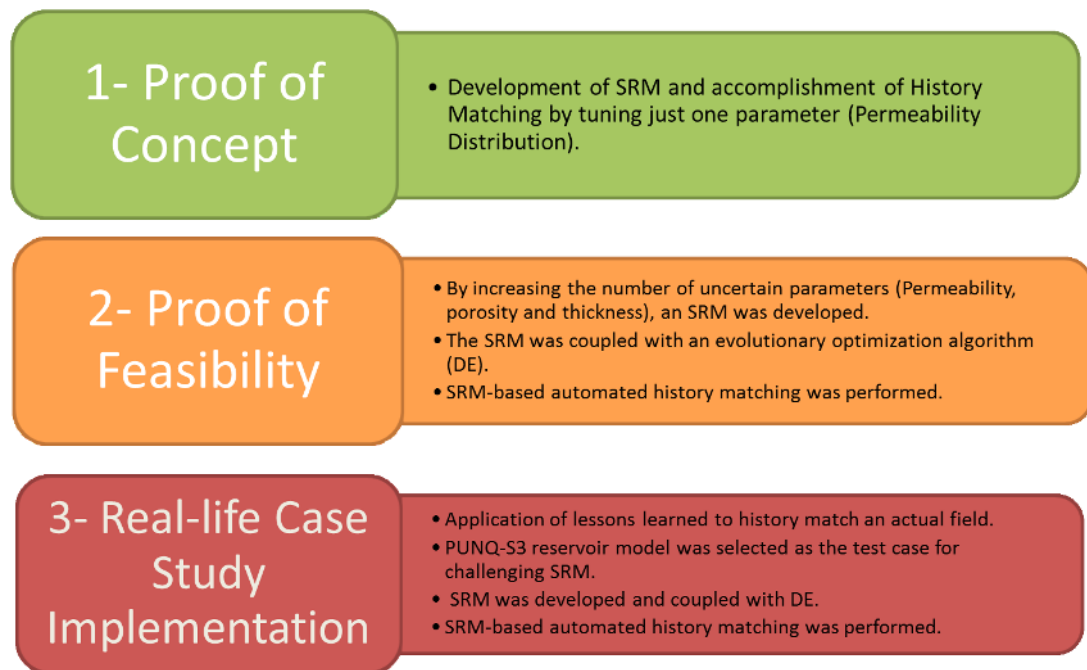 1- Proof of
Concept
• Development of SRM and accomplishment of History
Matching by tuning just one parameter (Permeability
Distribution).
2- Proof of
Feasibility
• By increasing the number of uncertain parameters (Permeability,
porosity and thickness), an SRM was developed.
• The SRM was coupled with an evolutionary optimization algorithm
(DE).
• SRM-based automated history matching was performed.
3- Real-life Case
Study
Implementation
• Application of lessons learned to history match an actual field.
• PUNQ-S3 reservoir model was selected as the test case for
challenging SRM.
• SRM was developed and coupled with DE.
• SRM-based automated history matching was performed.